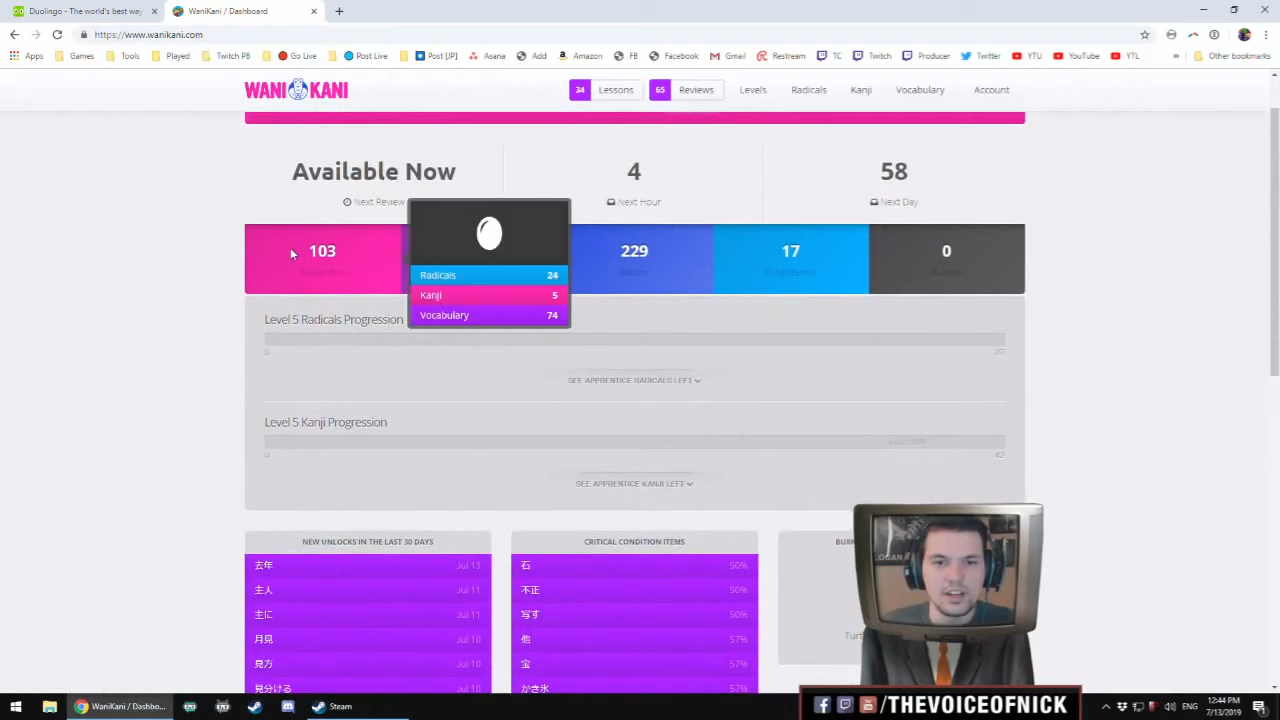 Duolingo - The world's best way
WaniKani / Dashboard
https://www.wanikani.com
Apps
Games
Tools
Played
Twitch PB
Go Live
Post Live
Post [JP]
Asana
Add
Amazon
FB
Facebook
Gmail
Restream
TC
Twitch
Producer
Twitter
YTU
YouTube
YTL
Other bookmarks
WANI KANI
34 Lessons
65 Reviews
Levels
Radicals
Kanji
Vocabulary
Account
Available Now
4
58
Next Review
Next Hour
Next Day
103
229
17
0
Enlightened
Radicals 24
Kanji 5
Vocabulary 74
Level 5 Radicals Progression
0
27
SEE APPRENTICE RADICALS LEFT
Level 5 Kanji Progression
0
42
SEE APPRENTICE KANJI LEFT
NEW UNLOCKS IN THE LAST 30 DAYS
去年 Jul 13
主人 Jul 11
主に Jul 11
月見 Jul 10
見方 Jul 10
見分ける Jul 10
CRITICAL CONDITION ITEMS
石 50%
不正 50%
写す 50%
他 57%
宝 57%
かき氷 57%
/THEVOICEOFNICK
WaniKani / Dashbo...
Steam
12:44 PM
7/13/2019